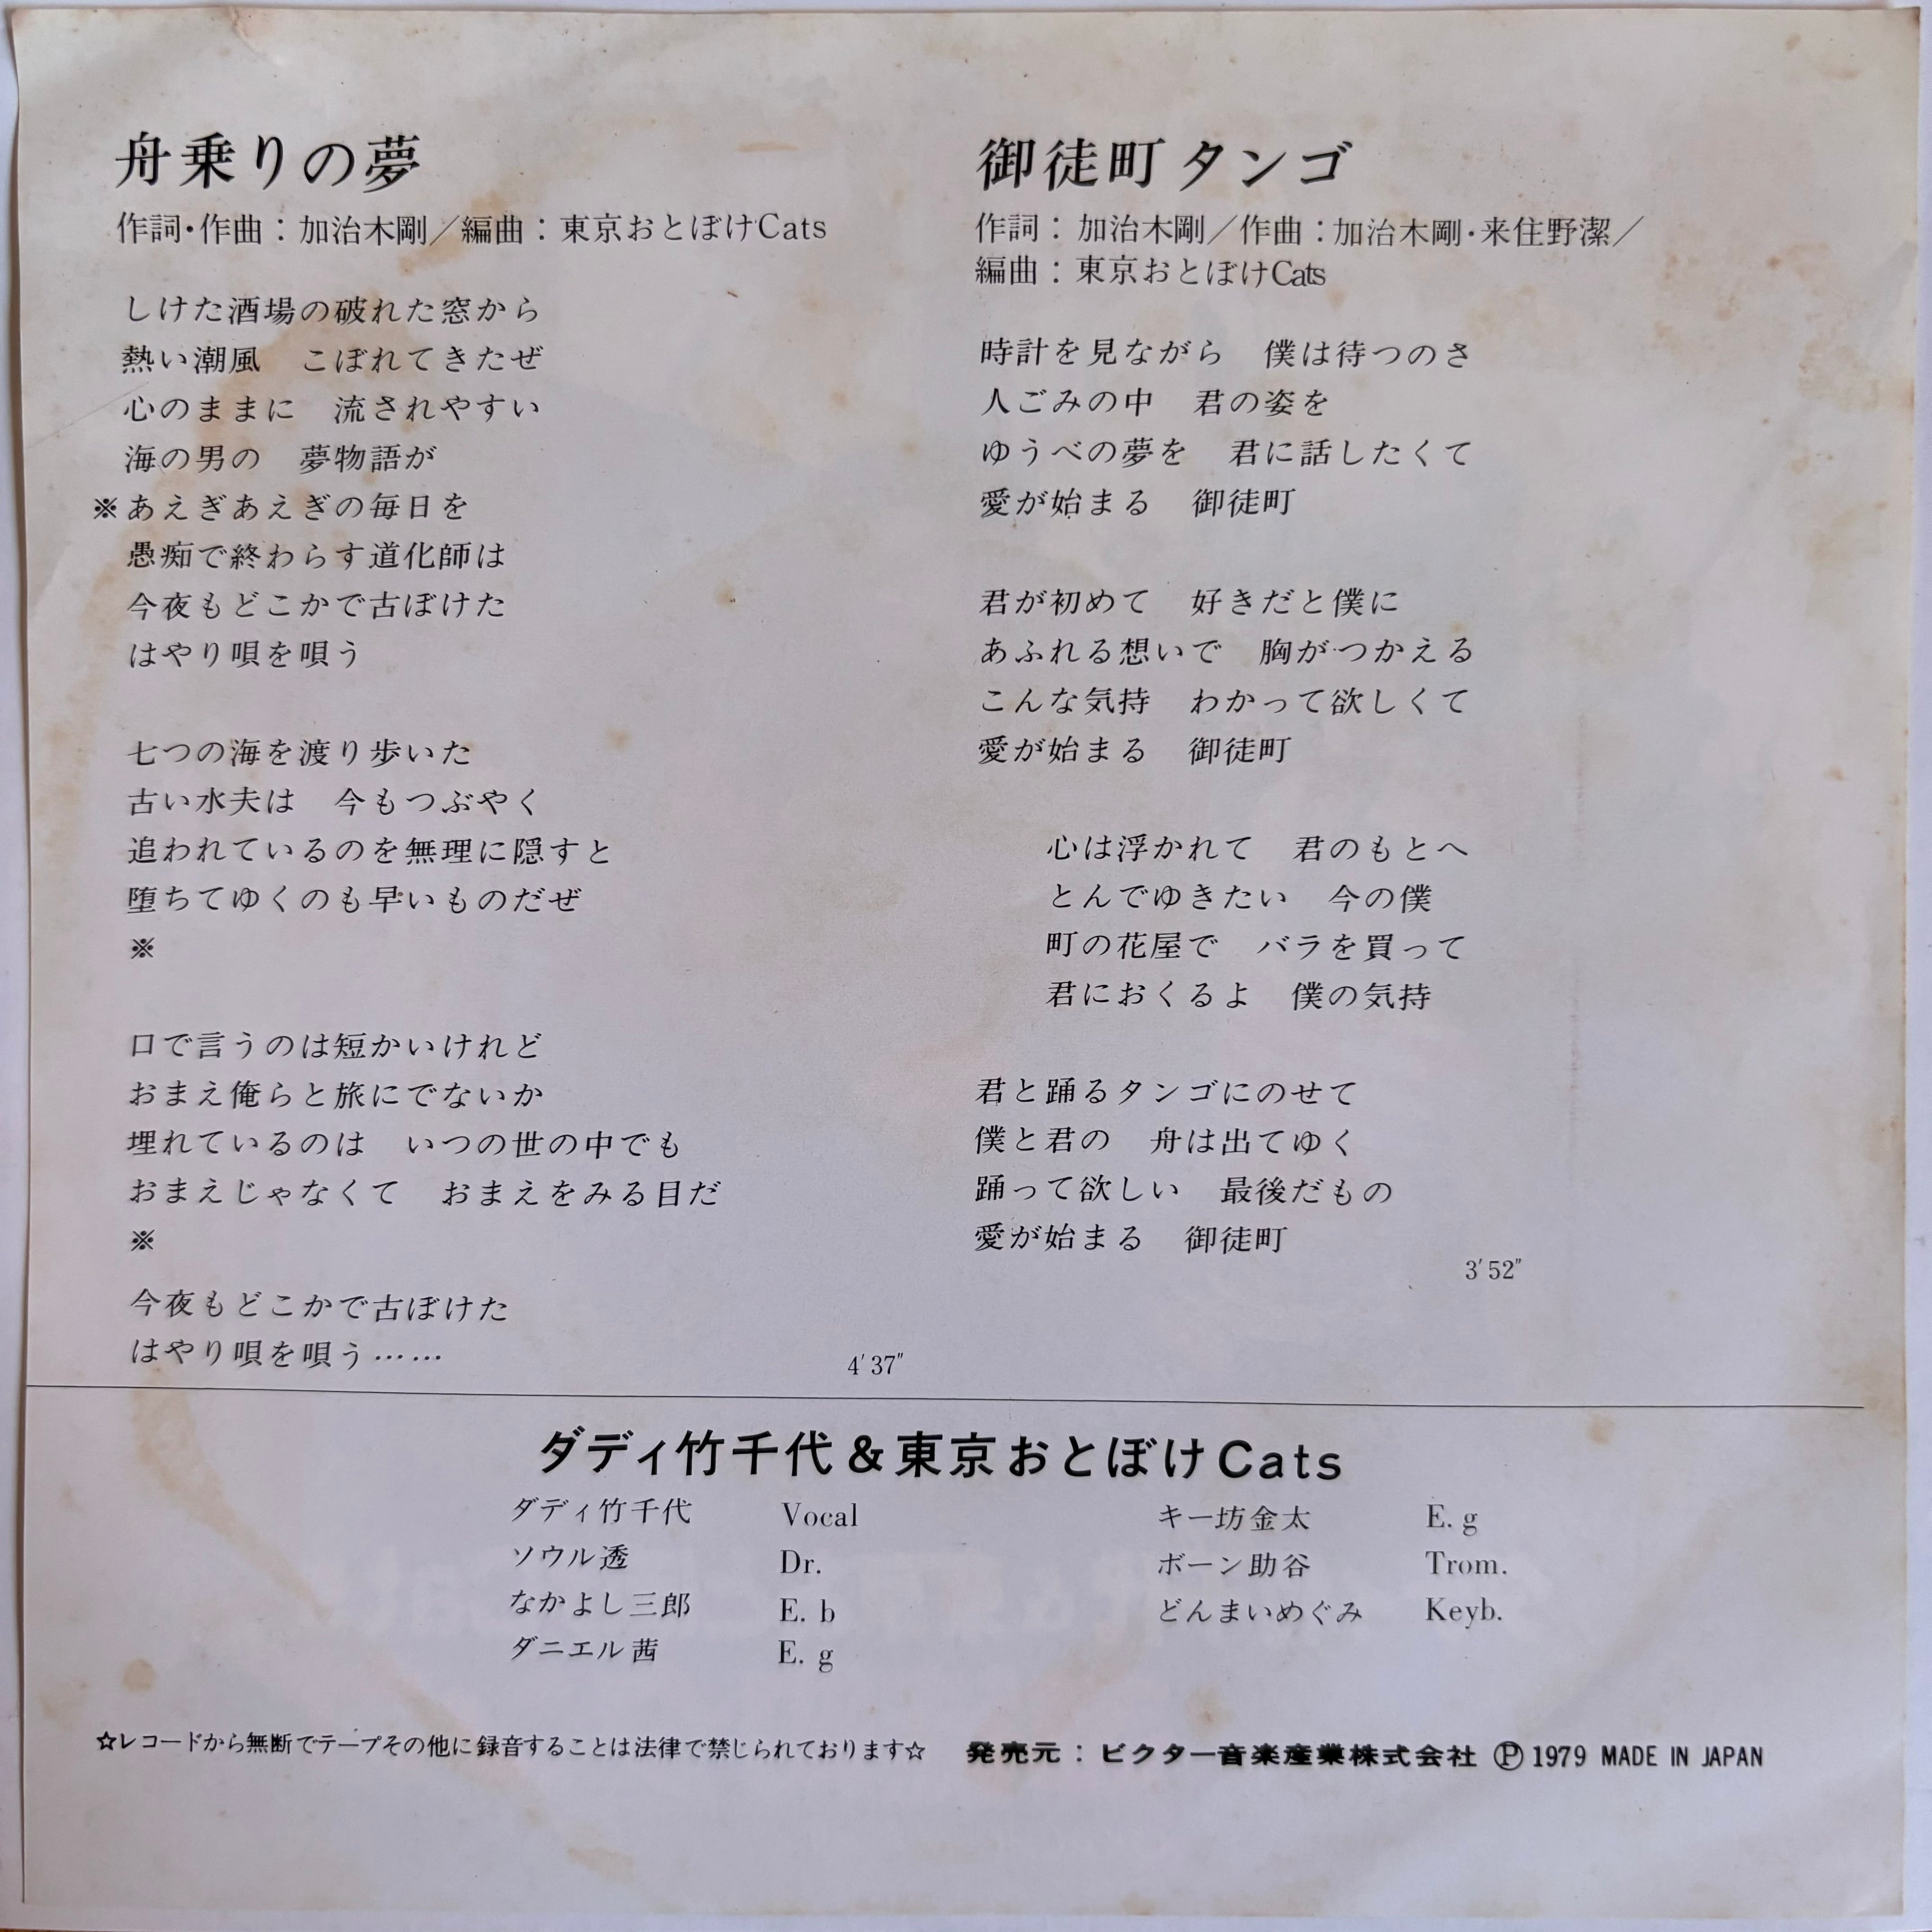 舟乗りの夢
作詞・作曲：加治木剛／編曲：東京おとぼけCats
しけた酒場の破れた窓から
熱い潮風　こぼれてきたぜ
心のままに　流されやすい
海の男の　夢物語が
※あえぎあえぎの毎日を
愚痴で終わらす道化師は
今夜もどこかで古ぼけた
はやり唄を唄う
七つの海を渡り歩いた
古い水夫は　今もつぶやく
追われているのを無理に隠すと
堕ちてゆくのも早いものだぜ
※
口で言うのは短かいけれど
おまえ俺らと旅にでないか
埋れているのは　いつの世の中でも
おまえじゃなくて　おまえをみる目だ
※
今夜もどこかで古ぼけた
はやり唄を唄う……
4′37″
御徒町タンゴ
作詞：加治木剛／作曲：加治木剛・来住野潔／
編曲：東京おとぼけCats
時計を見ながら　僕は待つのさ
人ごみの中　君の姿を
ゆうべの夢を　君に話したくて
愛が始まる　御徒町
君が初めて　好きだと僕に
あふれる想いで　胸がつかえる
こんな気持　わかって欲しくて
愛が始まる　御徒町
心は浮かれて　君のもとへ
とんでゆきたい　今の僕
町の花屋で　バラを買って
君におくるよ　僕の気持
君と踊るタンゴにのせて
僕と君の　舟は出てゆく
踊って欲しい　最後だもの
愛が始まる　御徒町
3′52″
ダディ竹千代＆東京おとぼけCats
ダディ竹千代　Vocal
ソウル透　Dr.
なかよし三郎　E. b
ダニエル茜　E. g
キー坊金太　E. g
ボーン助谷　Trom.
どんまいめぐみ　Keyb.
☆レコードから無断でテープその他に録音することは法律で禁じられております☆
発売元：ビクター音楽産業株式会社 Ⓟ1979 MADE IN JAPAN